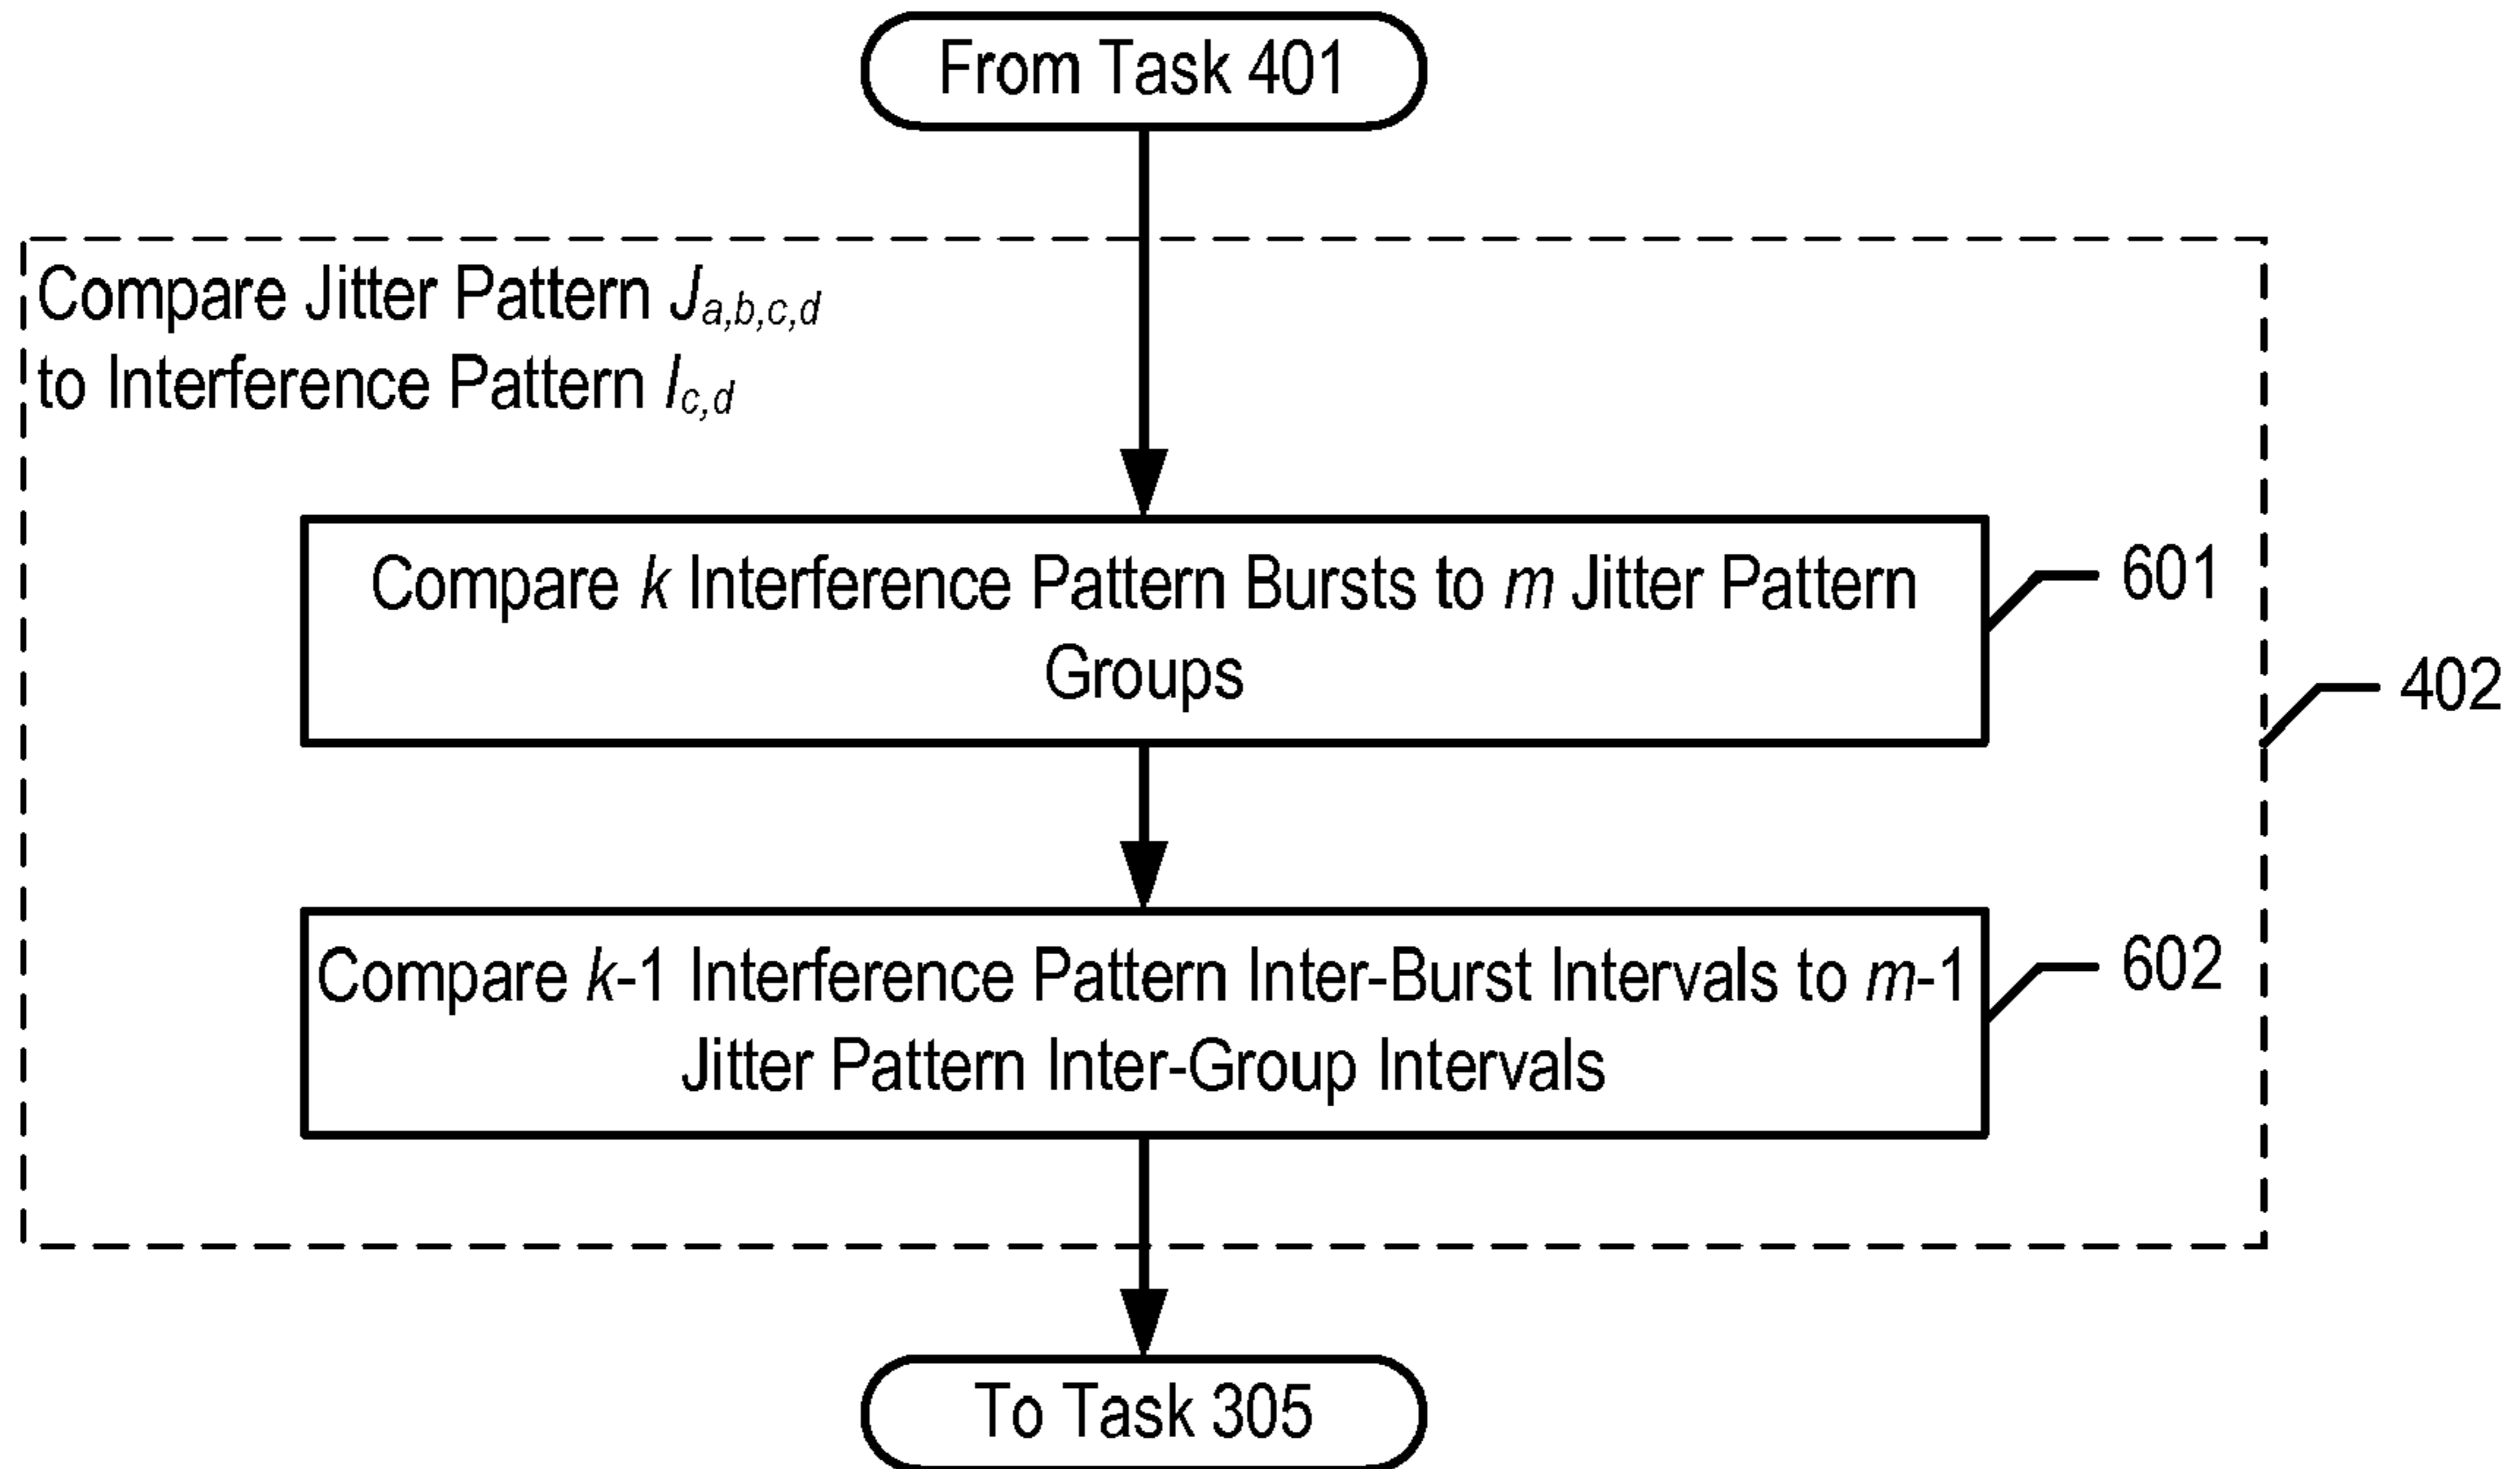 From Task 401
Compare Jitter Pattern Ja,b,c,d
to Interference Pattern Ic,d
Compare k Interference Pattern Bursts to m Jitter Pattern
Groups
601
402
Compare k-1 Interference Pattern Inter-Burst Intervals to m-1
Jitter Pattern Inter-Group Intervals
602
To Task 305